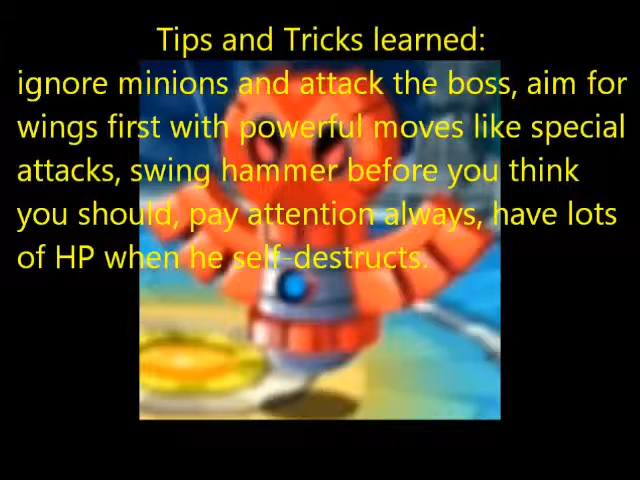 Tips and Tricks learned:
ignore minions and attack the boss, aim for
wings first with powerful moves like special
attacks, swing hammer before you think
you should, pay attention always, have lots
of HP when he self-destructs.